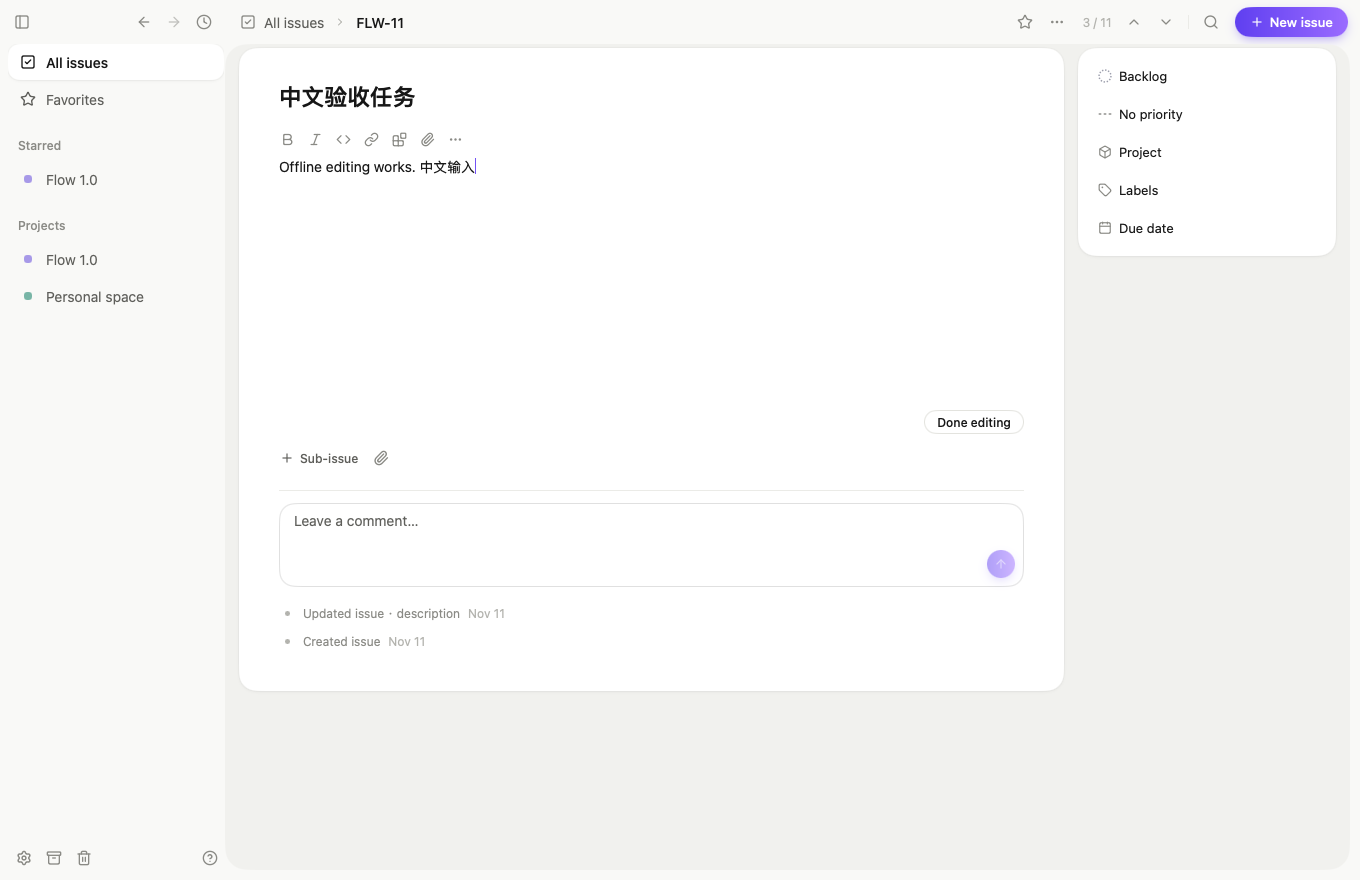 All issues
FLW-11
3 / 11
New issue
All issues
Favorites
Starred
Flow 1.0
Projects
Flow 1.0
Personal space
中文验收任务
Offline editing works. 中文输入
Done editing
Sub-issue
Leave a comment...
Updated issue · description Nov 11
Created issue Nov 11
Backlog
No priority
Project
Labels
Due date